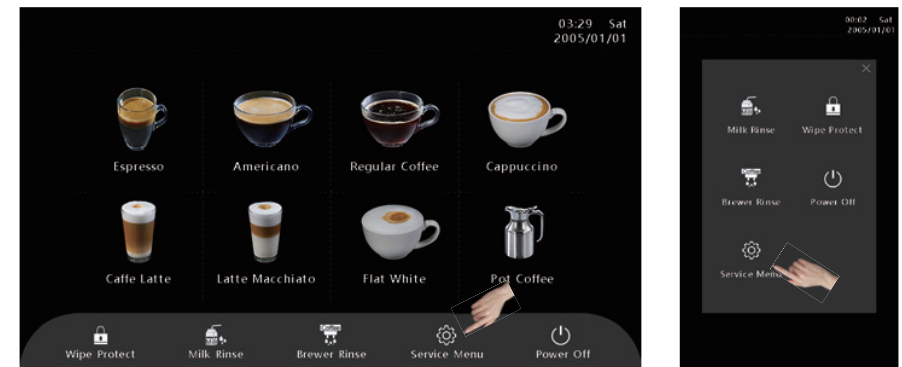 03:29 Sat
2005/01/01
Espresso
Americano
Regular Coffee
Cappuccino
Caffe Latte
Latte Macchiato
Flat White
Pot Coffee
Wipe Protect
Milk Rinse
Brewer Rinse
Service Menu
Power Off
00:02 Sat
2005/01/01
Milk Rinse
Wipe Protect
Brewer Rinse
Power Off
Service Menu